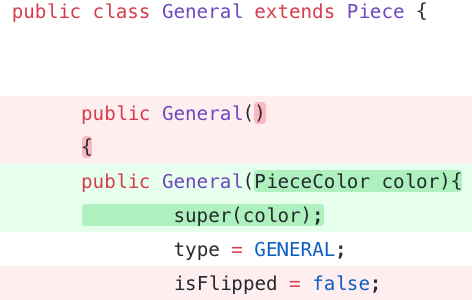 public class General extends Piece {
public General()
{
public General(PieceColor color){
super(color);
type = GENERAL;
isFlipped = false;